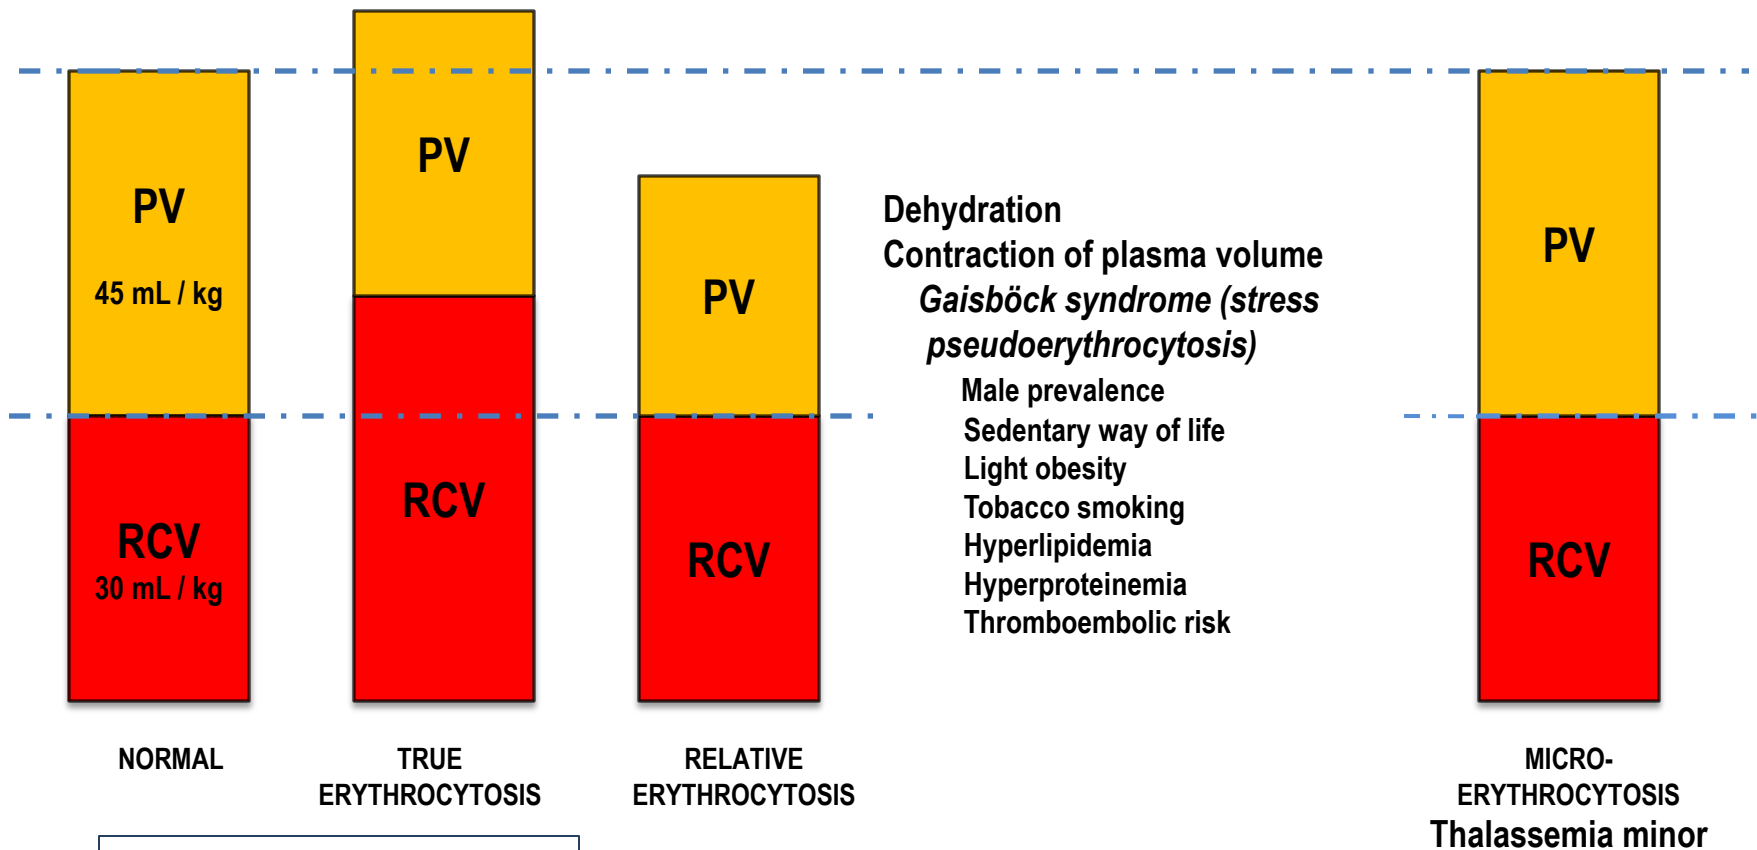 PV
45 mL / kg
RCV
30 mL / kg
NORMAL
PV
RCV
TRUE
ERYTHROCYTOSIS
PV
RCV
RELATIVE
ERYTHROCYTOSIS
Dehydration
Contraction of plasma volume
Gaisböck syndrome (stress
pseudoerythrocytosis)
Male prevalence
Sedentary way of life
Light obesity
Tobacco smoking
Hyperlipidemia
Hyperproteinemia
Thromboembolic risk
PV
RCV
MICRO-
ERYTHROCYTOSIS
Thalassemia minor